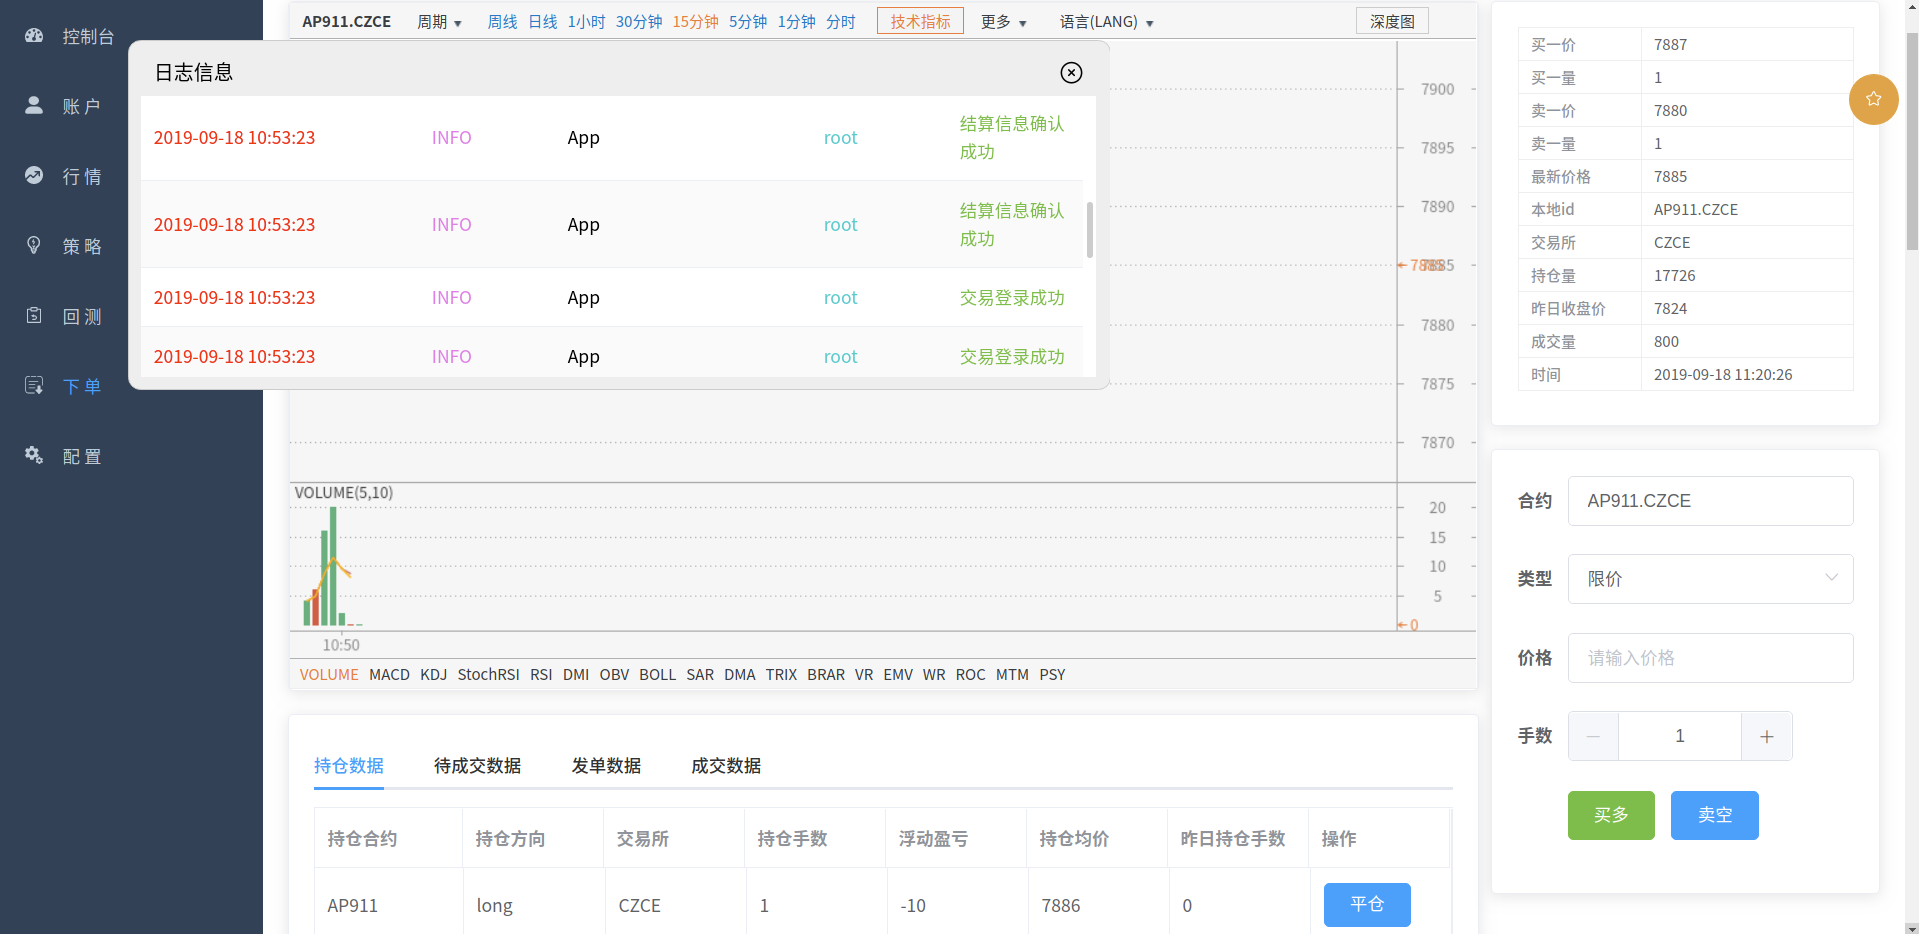 控制台
账 户
行 情
策 略
回 测
下 单
配 置
AP911.CZCE 周期 周线 日线 1小时 30分钟 15分钟 5分钟 1分钟 分时 技术指标 更多 语言(LANG) 深度图
日志信息
2019-09-18 10:53:23 INFO App root 结算信息确认
成功
2019-09-18 10:53:23 INFO App root 结算信息确认
成功
2019-09-18 10:53:23 INFO App root 交易登录成功
2019-09-18 10:53:23 INFO App root 交易登录成功
7900
7895
7890
7885
7880
7875
7870
VOLUME(5,10)
20
15
10
5
0
10:50
VOLUME MACD KDJ StochRSI RSI DMI OBV BOLL SAR DMA TRIX BRAR VR EMV WR ROC MTM PSY
持仓数据 待成交数据 发单数据 成交数据
持仓合约 持仓方向 交易所 持仓手数 浮动盈亏 持仓均价 昨日持仓手数 操作
AP911 long CZCE 1 -10 7886 0 平仓
买一价 7887
买一量 1
卖一价 7880
卖一量 1
最新价格 7885
本地id AP911.CZCE
交易所 CZCE
持仓量 17726
昨日收盘价 7824
成交量 800
时间 2019-09-18 11:20:26
合约 AP911.CZCE
类型 限价
价格 请输入价格
手数 1
买多 卖空